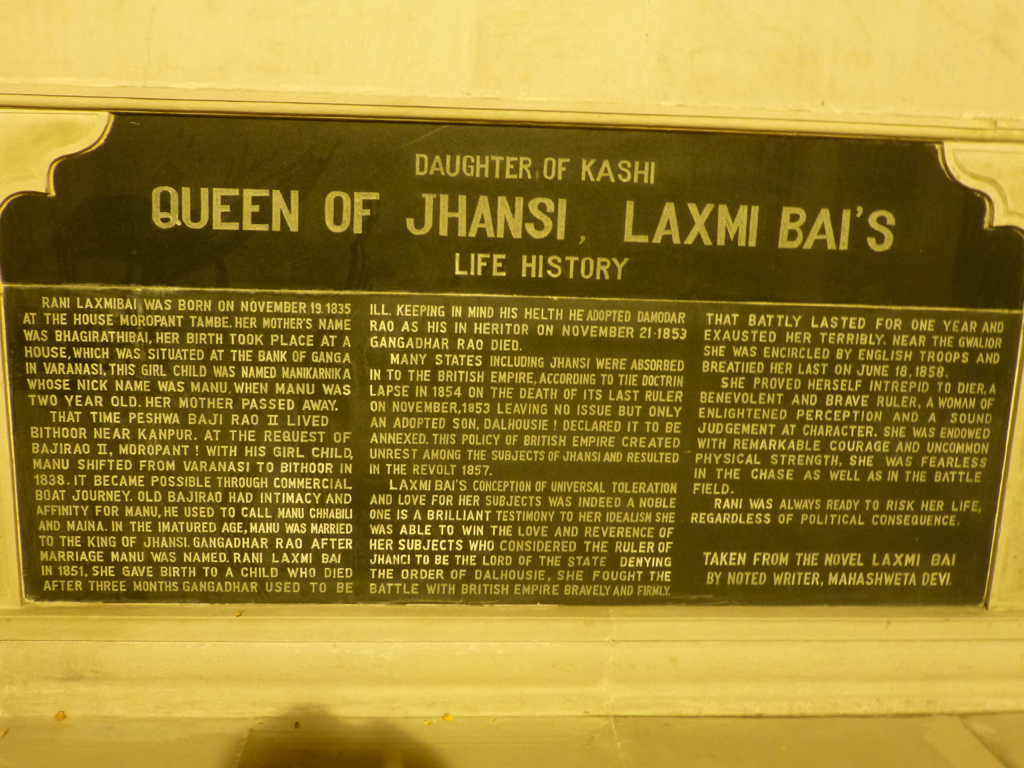 DAUGHTER OF KASHI
QUEEN OF JHANSI, LAXMI BAI'S
LIFE HISTORY
RANI LAXMIBAI WAS BORN ON NOVEMBER 19.1835
AT THE HOUSE MOROPANT TAMBE. HER MOTHER'S NAME
WAS BHAGIRATHIBAI, HER BIRTH TOOK PLACE AT A
HOUSE, WHICH WAS SITUATED AT THE BANK OF GANGA
IN VARANASI, THIS GIRL CHILD WAS NAMED MANIKARNIKA
WHOSE NICK NAME WAS MANU. WHEN MANU WAS
TWO YEAR OLD. HER MOTHER PASSED AWAY.
THAT TIME PESHWA BAJI RAO II LIVED
BITHOOR NEAR KANPUR. AT THE REQUEST OF
BAJIRAO II, MOROPANT! WITH HIS GIRL CHILD,
MANU SHIFTED FROM VARANASI TO BITHOOR IN
1838. IT BECAME POSSIBLE THROUGH COMMERCIAL
BOAT JOURNEY. OLD BAJIRAO HAD INTIMACY AND
AFFINITY FOR MANU, HE USED TO CALL MANU CHHABILI
AND MAINA. IN THE IMATURED AGE, MANU WAS MARRIED
TO THE KING OF JHANSI. GANGADHAR RAO AFTER
MARRIAGE MANU WAS NAMED. RANI LAXMI BAI
IN 1851, SHE GAVE BIRTH TO A CHILD WHO DIED
AFTER THREE MONTHS GANGADHAR USED TO BE
ILL. KEEPING IN MIND HIS HELTH HE ADOPTED DAMODAR
RAO AS HIS IN HERITOR ON NOVEMBER 21-1853
GANGADHAR RAO DIED.
MANY STATES INCLUDING JHANSI WERE ABSORBED
IN TO THE BRITISH EMPIRE, ACCORDING TO THE DOCTRIN
LAPSE IN 1854 ON THE DEATH OF ITS LAST RULER
ON NOVEMBER,1853 LEAVING NO ISSUE BUT ONLY
AN ADOPTED SON, DALHOUSIE! DECLARED IT TO BE
ANNEXED. THIS POLICY OF BRITISH EMPIRE CREATED
UNREST AMONG THE SUBJECTS OF JHANSI AND RESULTED
IN THE REVOLT 1857.
LAXMI BAI'S CONCEPTION OF UNIVERSAL TOLERATION
AND LOVE FOR HER SUBJECTS WAS INDEED A NOBLE
ONE IS A BRILLIANT TESTIMONY TO HER IDEALISM SHE
WAS ABLE TO WIN THE LOVE AND REVERENCE OF
HER SUBJECTS WHO CONSIDERED THE RULER OF
JHANCI TO BE THE LORD OF THE STATE DENYING
THE ORDER OF DALHOUSIE, SHE FOUGHT THE
BATTLE WITH BRITISH EMPIRE BRAVELY AND FIRMLY.
THAT BATTLY LASTED FOR ONE YEAR AND
EXAUSTED HER TERRIBLY. NEAR THE GWALIOR
SHE WAS ENCIRCLED BY ENGLISH TROOPS AND
BREATIIED HER LAST ON JUNE 18, 1858.
SHE PROVED HERSELF INTREPID TO DIER, A
BENEVOLENT AND BRAVE RULER, A WOMAN OF
ENLIGHTENED PERCEPTION AND A SOUND
JUDGEMENT AT CHARACTER. SHE WAS ENDOWED
WITH REMARKABLE COURAGE AND UNCOMMON
PHYSICAL STRENGTH, SHE WAS FEARLESS
IN THE CHASE AS WELL AS IN THE BATTLE
FIELD.
RANI WAS ALWAYS READY TO RISK HER LIFE,
REGARDLESS OF POLITICAL CONSEQUENCE.
TAKEN FROM THE NOVEL LAXMI BAI
BY NOTED WRITER, MAHASHWETA DEVI.